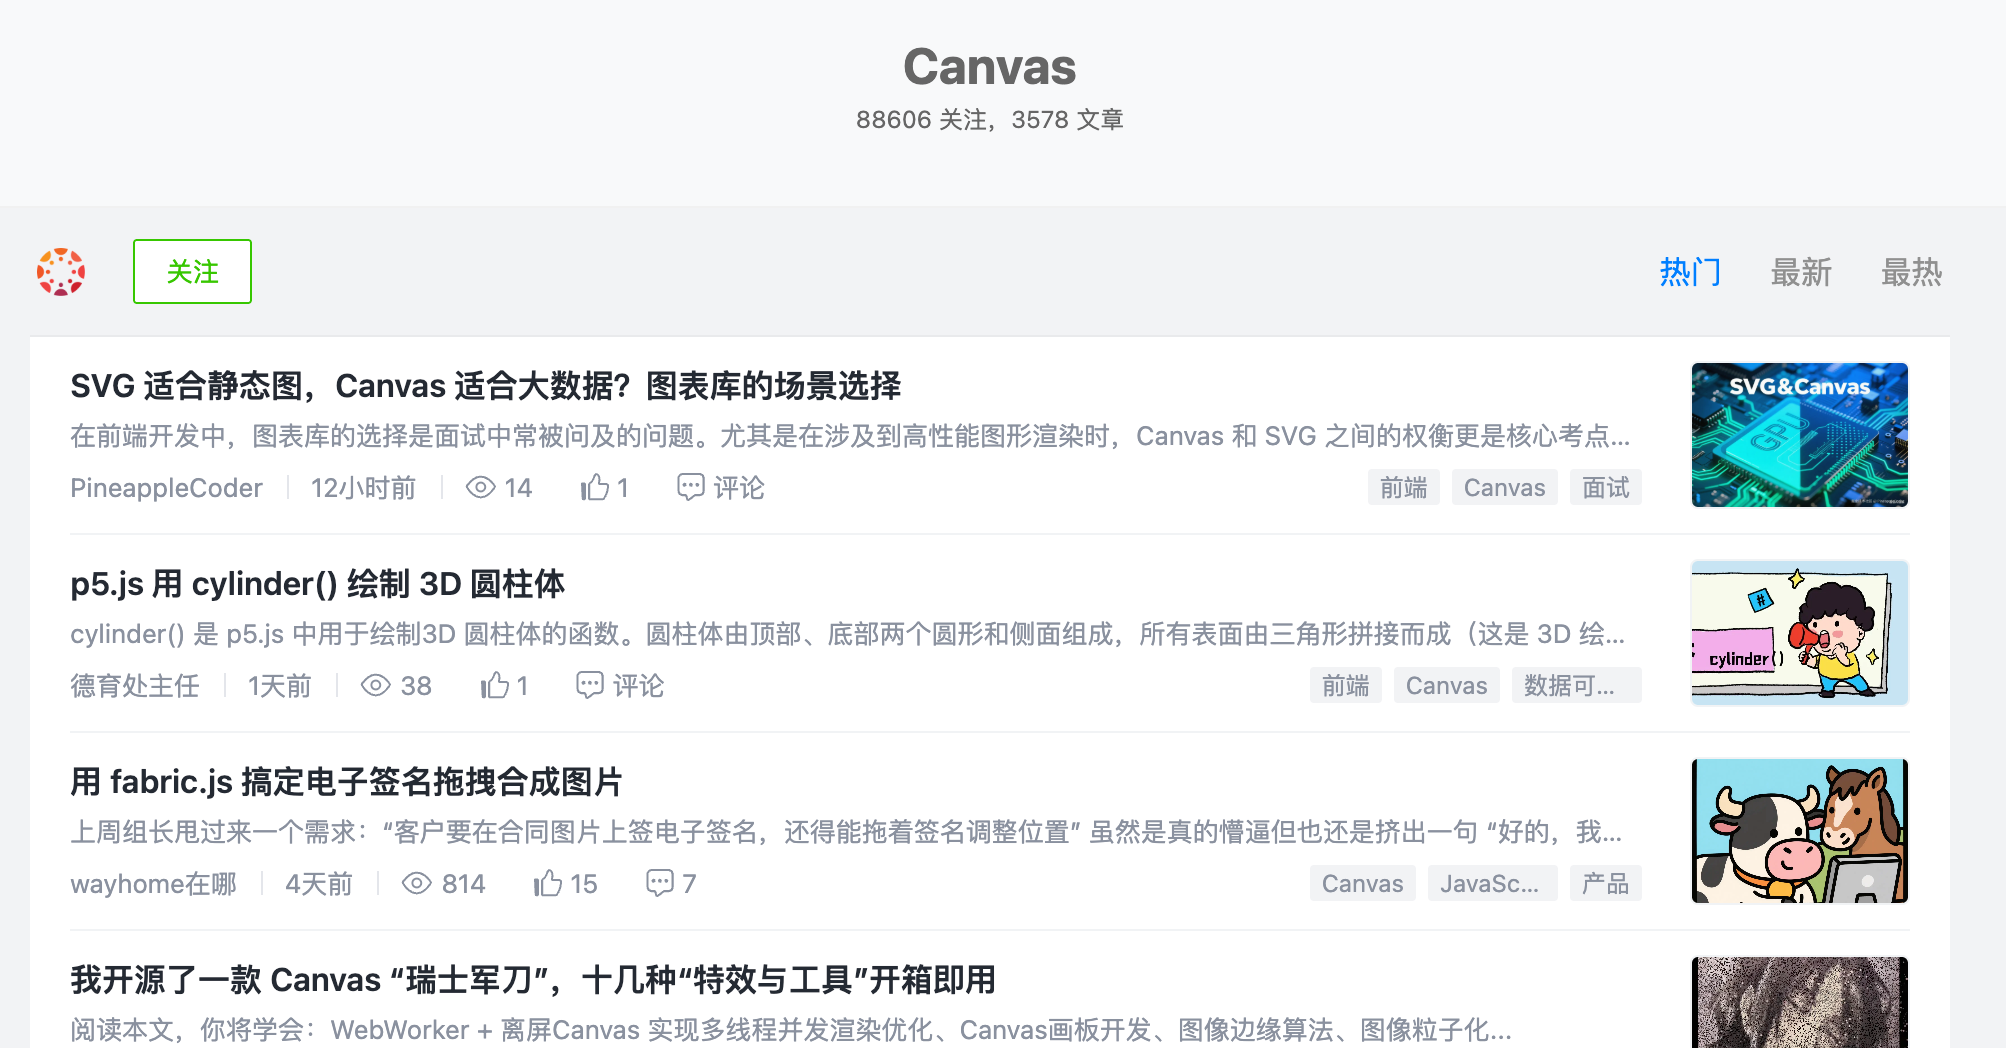 Canvas
88606 关注，3578 文章
关注
热门 最新 最热
SVG 适合静态图，Canvas 适合大数据？图表库的场景选择
在前端开发中，图表库的选择是面试中常被问及的问题。尤其是在涉及到高性能图形渲染时，Canvas 和 SVG 之间的权衡更是核心考点...
PineappleCoder 12小时前 14 1 评论
前端 Canvas 面试
SVG&Canvas
GPU
p5.js 用 cylinder() 绘制 3D 圆柱体
cylinder() 是 p5.js 中用于绘制3D 圆柱体的函数。圆柱体由顶部、底部两个圆形和侧面组成，所有表面由三角形拼接而成（这是 3D 绘...
德育处主任 1天前 38 1 评论
前端 Canvas 数据可...
#
cylinder()
用 fabric.js 搞定电子签名拖拽合成图片
上周组长甩过来一个需求：“客户要在合同图片上签电子签名，还得能拖着签名调整位置” 虽然是真的懵逼但也还是挤出一句 “好的，我...
wayhome在哪 4天前 814 15 7
Canvas JavaSc... 产品
我开源了一款 Canvas “瑞士军刀”，十几种“特效与工具”开箱即用
阅读本文，你将学会：WebWorker + 离屏Canvas 实现多线程并发渲染优化、Canvas画板开发、图像边缘算法、图像粒子化...